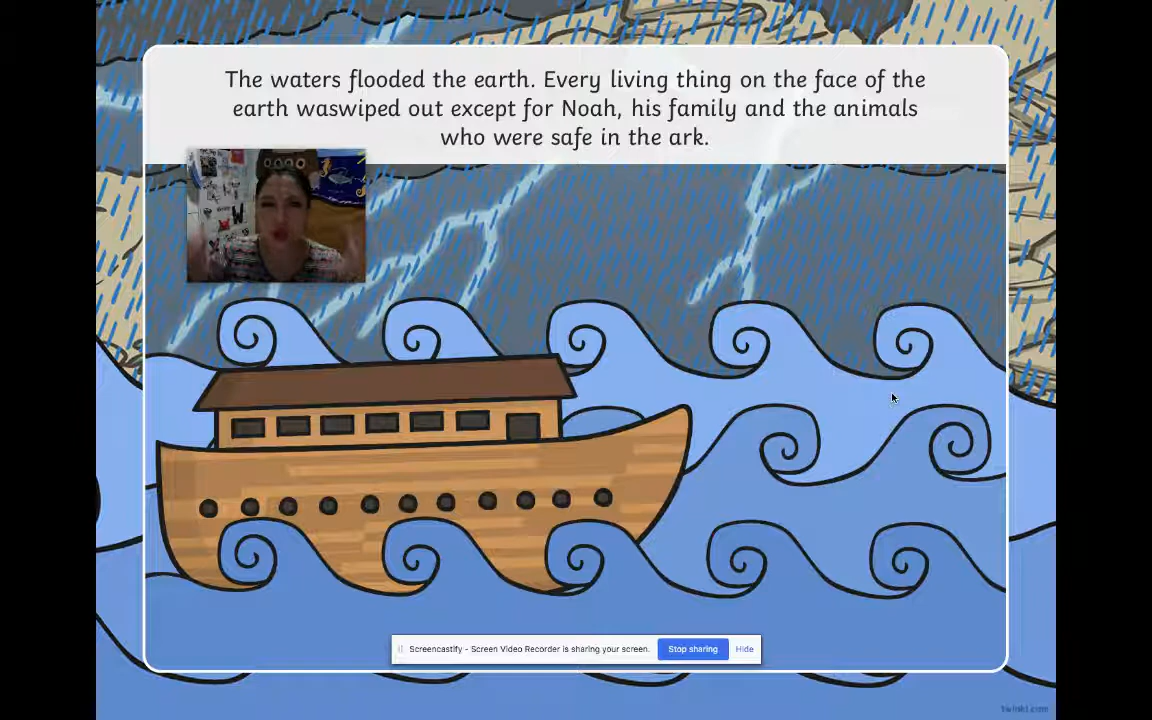 The waters flooded the earth. Every living thing on the face of the
earth waswiped out except for Noah, his family and the animals
who were safe in the ark.
W
Screencastify - Screen Video Recorder is sharing your screen.
Stop sharing
Hide
twinkl.com